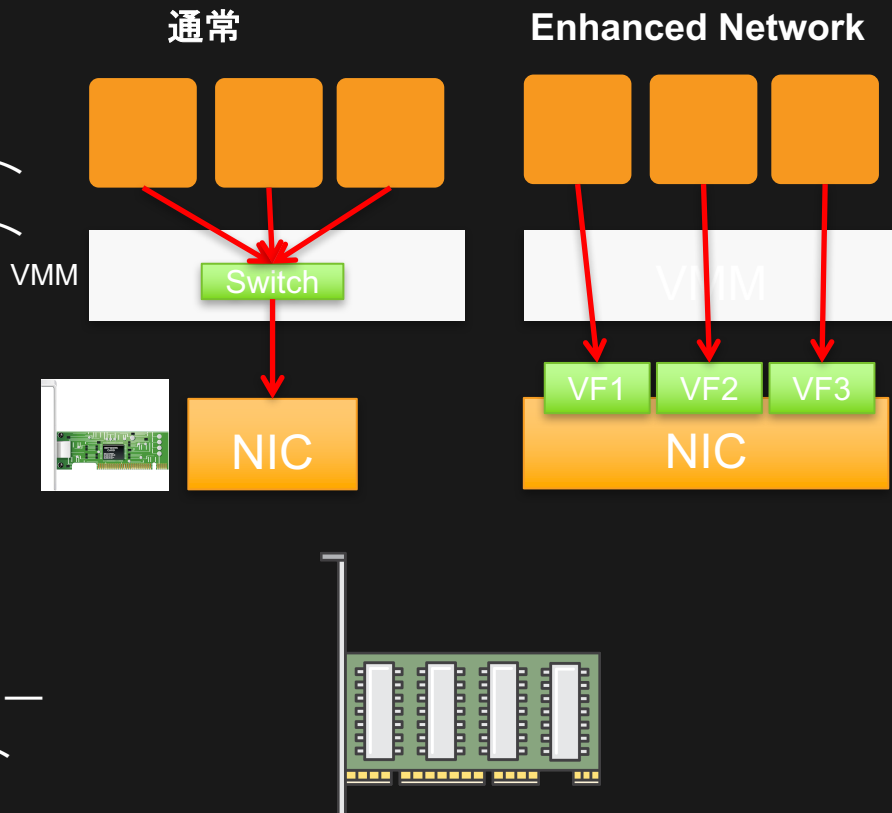 通常
Enhanced Network
VMM
Switch
VMM
VF1
VF2
VF3
NIC
NIC